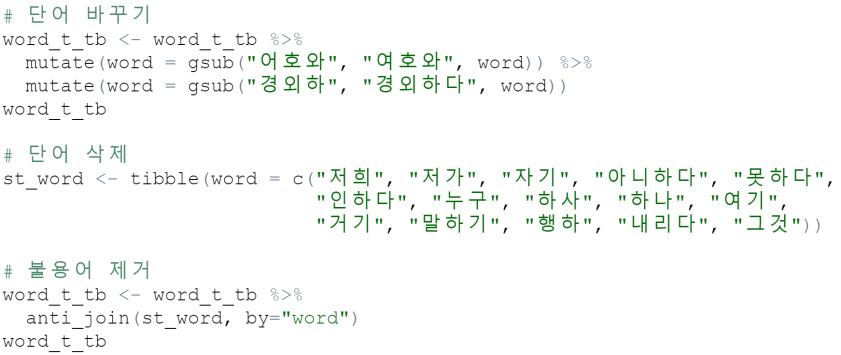 # 단어 바꾸기
word_t_tb <- word_t_tb %>%
  mutate(word = gsub("어호와", "여호와", word)) %>%
  mutate(word = gsub("경외하", "경외하다", word))
word_t_tb

# 단어 삭제
st_word <- tibble(word = c("저희", "저가", "자기", "아니하다", "못하다",
                           "인하다", "누구", "하사", "하나", "여기",
                           "거기", "말하기", "행하", "내리다", "그것"))

# 불용어 제거
word_t_tb <- word_t_tb %>%
  anti_join(st_word, by="word")
word_t_tb